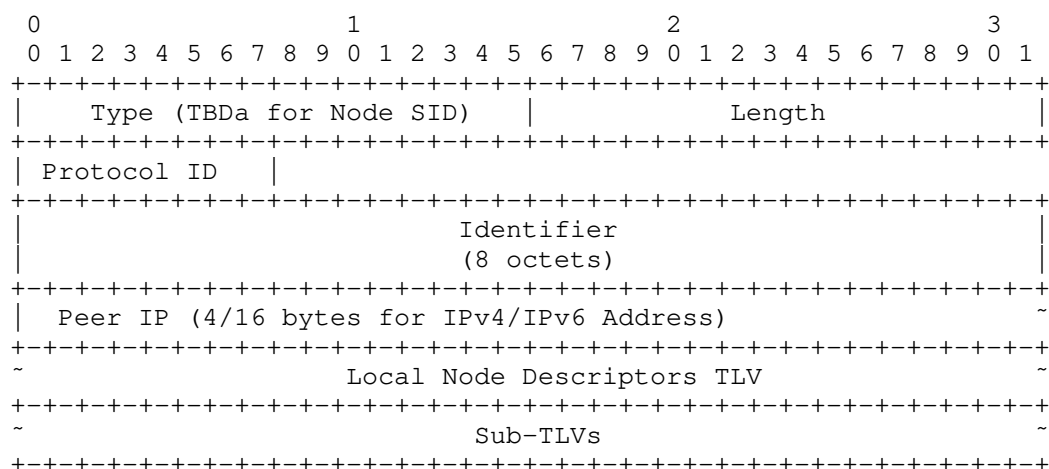 0                   1                   2                   3
0 1 2 3 4 5 6 7 8 9 0 1 2 3 4 5 6 7 8 9 0 1 2 3 4 5 6 7 8 9 0 1
+-+-+-+-+-+-+-+-+-+-+-+-+-+-+-+-+-+-+-+-+-+-+-+-+-+-+-+-+-+-+-+-+
|    Type (TBDa for Node SID)   |            Length             |
+-+-+-+-+-+-+-+-+-+-+-+-+-+-+-+-+-+-+-+-+-+-+-+-+-+-+-+-+-+-+-+-+
| Protocol ID   |
+-+-+-+-+-+-+-+-+-+-+-+-+-+-+-+-+-+-+-+-+-+-+-+-+-+-+-+-+-+-+-+-+
|                           Identifier                          |
|                           (8 octets)                          |
+-+-+-+-+-+-+-+-+-+-+-+-+-+-+-+-+-+-+-+-+-+-+-+-+-+-+-+-+-+-+-+-+
|  Peer IP (4/16 bytes for IPv4/IPv6 Address)                   ~
+-+-+-+-+-+-+-+-+-+-+-+-+-+-+-+-+-+-+-+-+-+-+-+-+-+-+-+-+-+-+-+-+
~                    Local Node Descriptors TLV                 ~
+-+-+-+-+-+-+-+-+-+-+-+-+-+-+-+-+-+-+-+-+-+-+-+-+-+-+-+-+-+-+-+-+
~                            Sub-TLVs                           ~
+-+-+-+-+-+-+-+-+-+-+-+-+-+-+-+-+-+-+-+-+-+-+-+-+-+-+-+-+-+-+-+-+